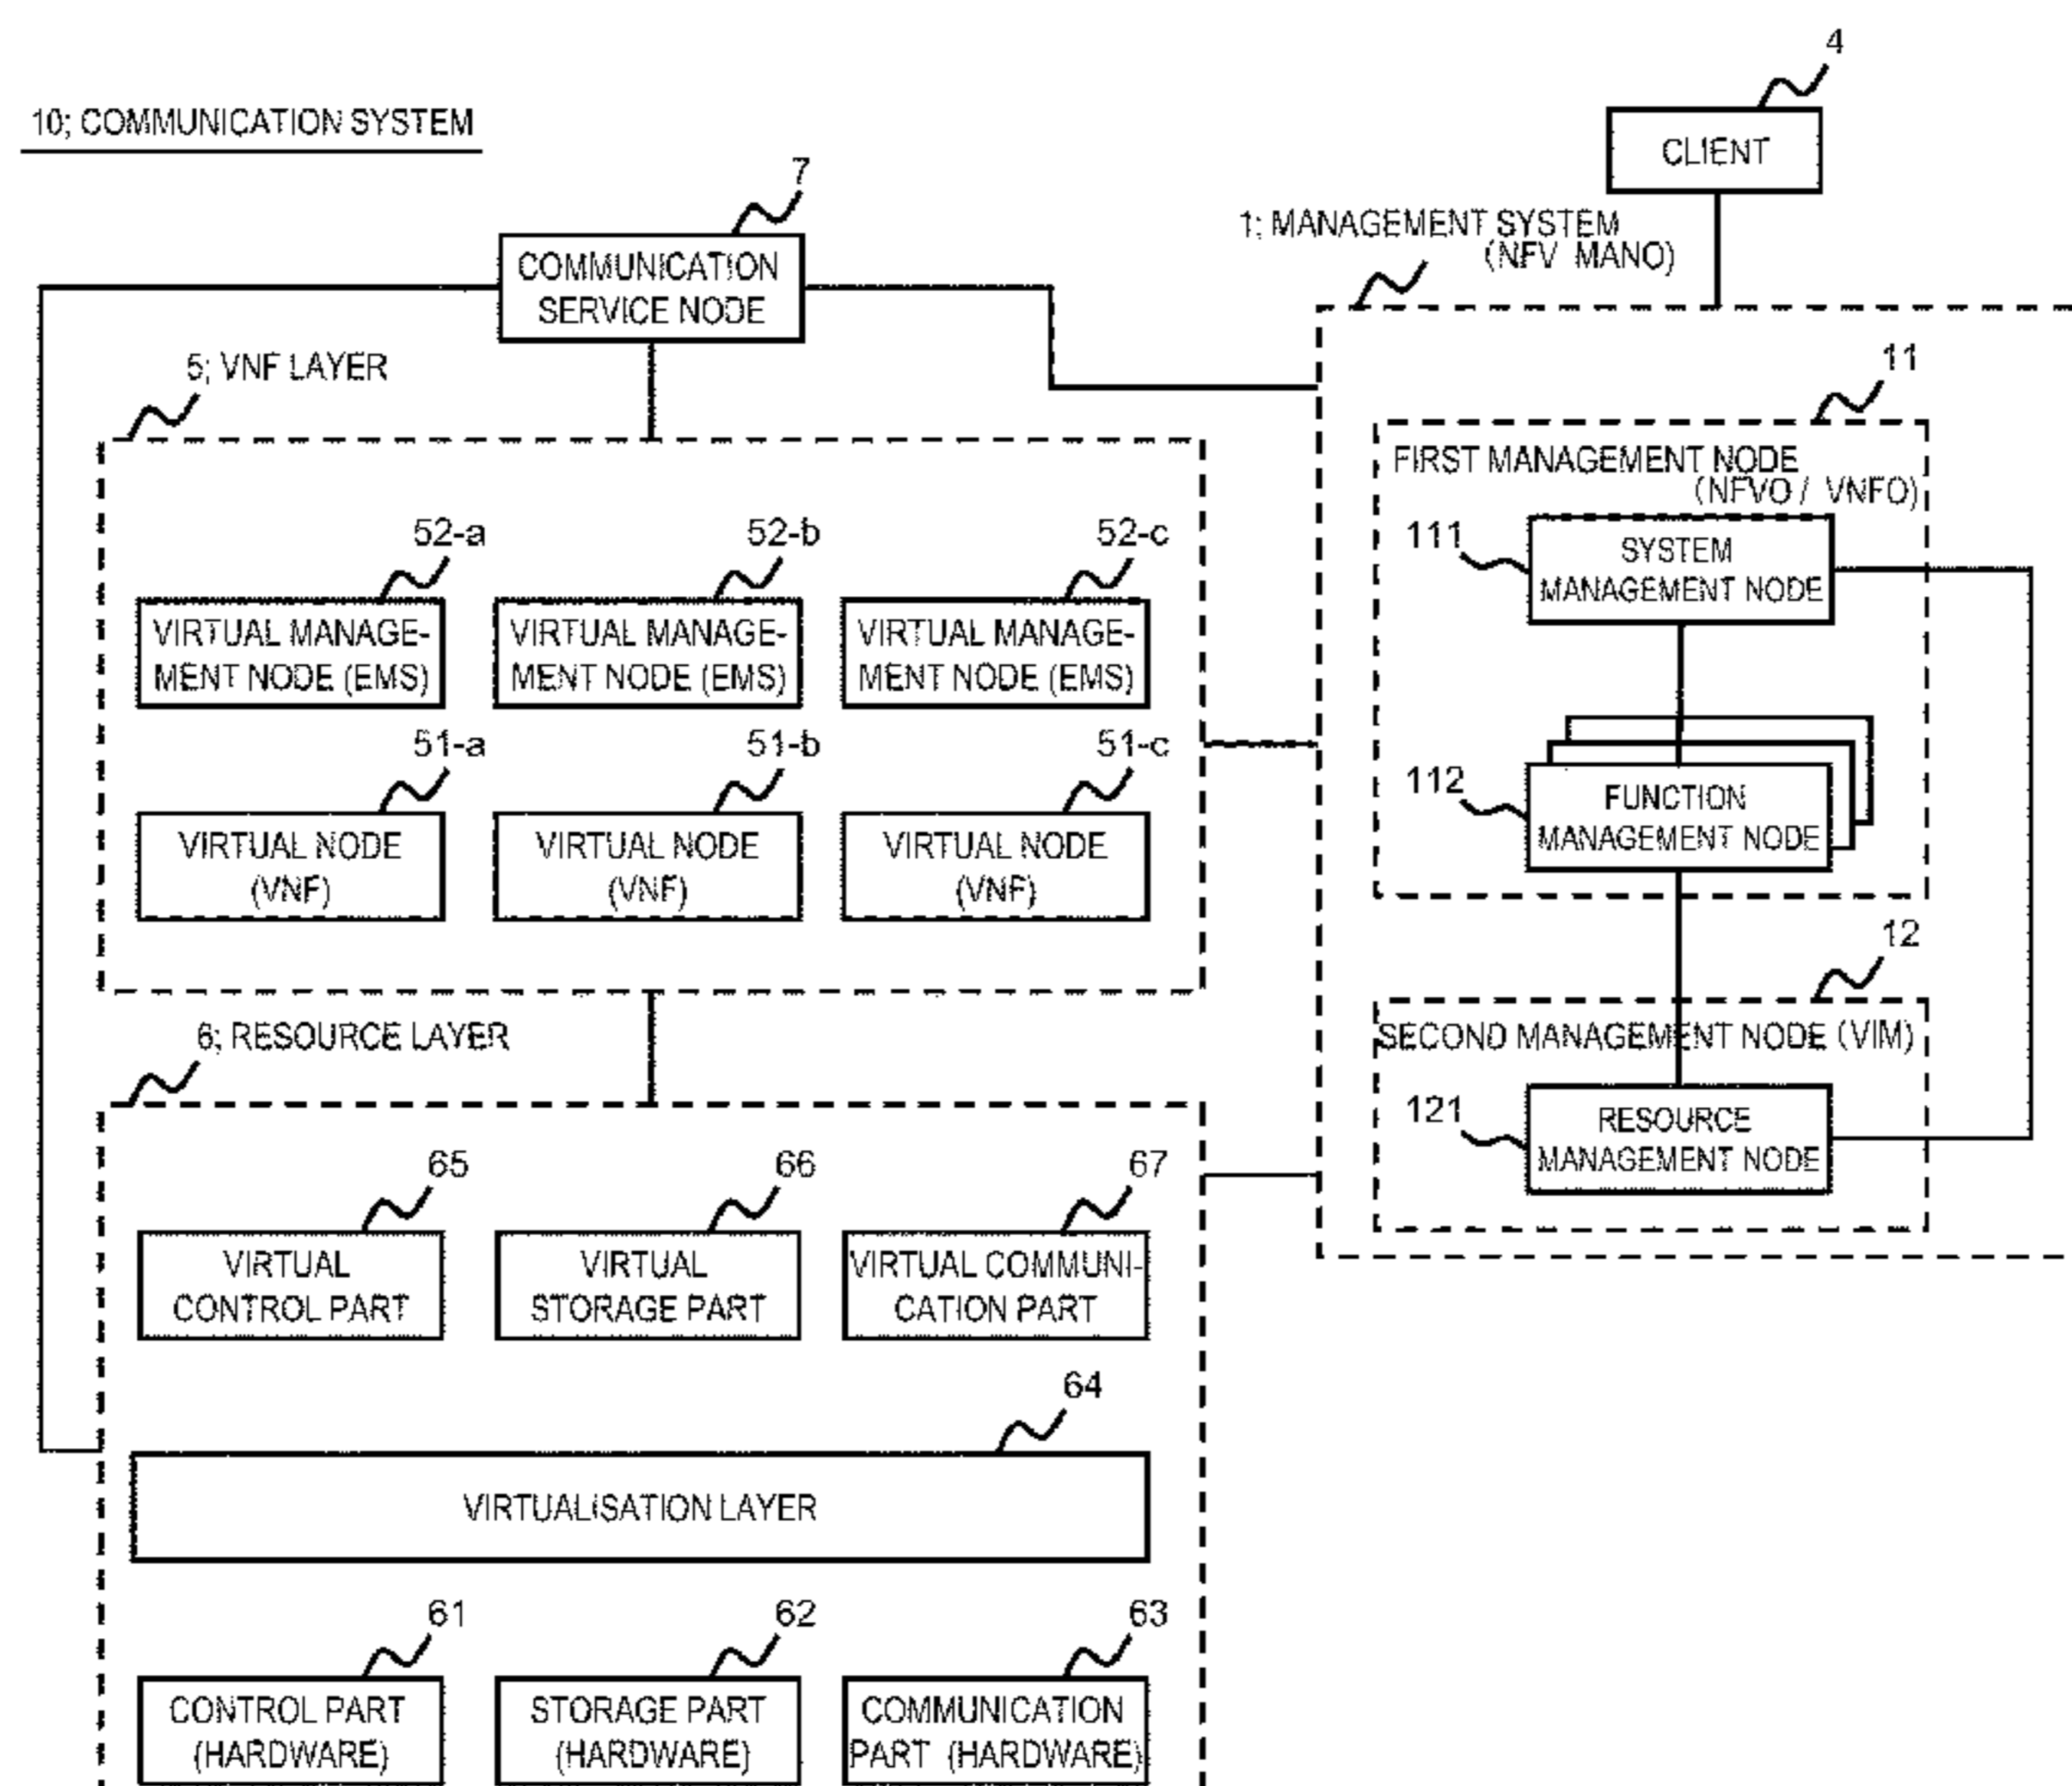 4
10; COMMUNICATION SYSTEM
CLIENT
7
1; MANAGEMENT SYSTEM
(NFV MANO)
COMMUNICATION
SERVICE NODE
5; VNF LAYER
11
FIRST MANAGEMENT NODE
(NFVO / VNFO)
52-a
52-b
52-c
111
SYSTEM
MANAGEMENT NODE
VIRTUAL MANAGE-
MENT NODE (EMS)
VIRTUAL MANAGE-
MENT NODE (EMS)
VIRTUAL MANAGE-
MENT NODE (EMS)
51-a
51-b
51-c
112
FUNCTION
MANAGEMENT NODE
VIRTUAL NODE
(VNF)
VIRTUAL NODE
(VNF)
VIRTUAL NODE
(VNF)
12
6; RESOURCE LAYER
SECOND MANAGEMENT NODE (VIM)
121
RESOURCE
MANAGEMENT NODE
65
66
67
VIRTUAL
CONTROL PART
VIRTUAL
STORAGE PART
VIRTUAL COMMUNI-
CATION PART
64
VIRTUALISATION LAYER
61
62
63
CONTROL PART
(HARDWARE)
STORAGE PART
(HARDWARE)
COMMUNICATION
PART (HARDWARE)